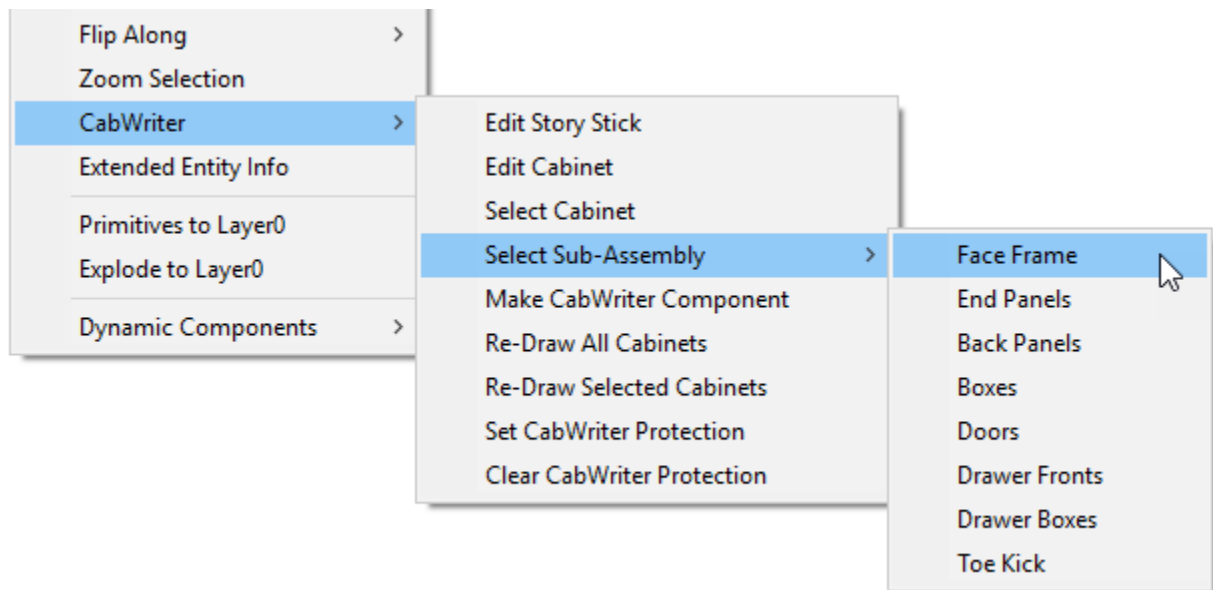 Flip Along
Zoom Selection
CabWriter
Extended Entity Info
Primitives to Layer0
Explode to Layer0
Dynamic Components
Edit Story Stick
Edit Cabinet
Select Cabinet
Select Sub-Assembly
Make CabWriter Component
Re-Draw All Cabinets
Re-Draw Selected Cabinets
Set CabWriter Protection
Clear CabWriter Protection
Face Frame
End Panels
Back Panels
Boxes
Doors
Drawer Fronts
Drawer Boxes
Toe Kick